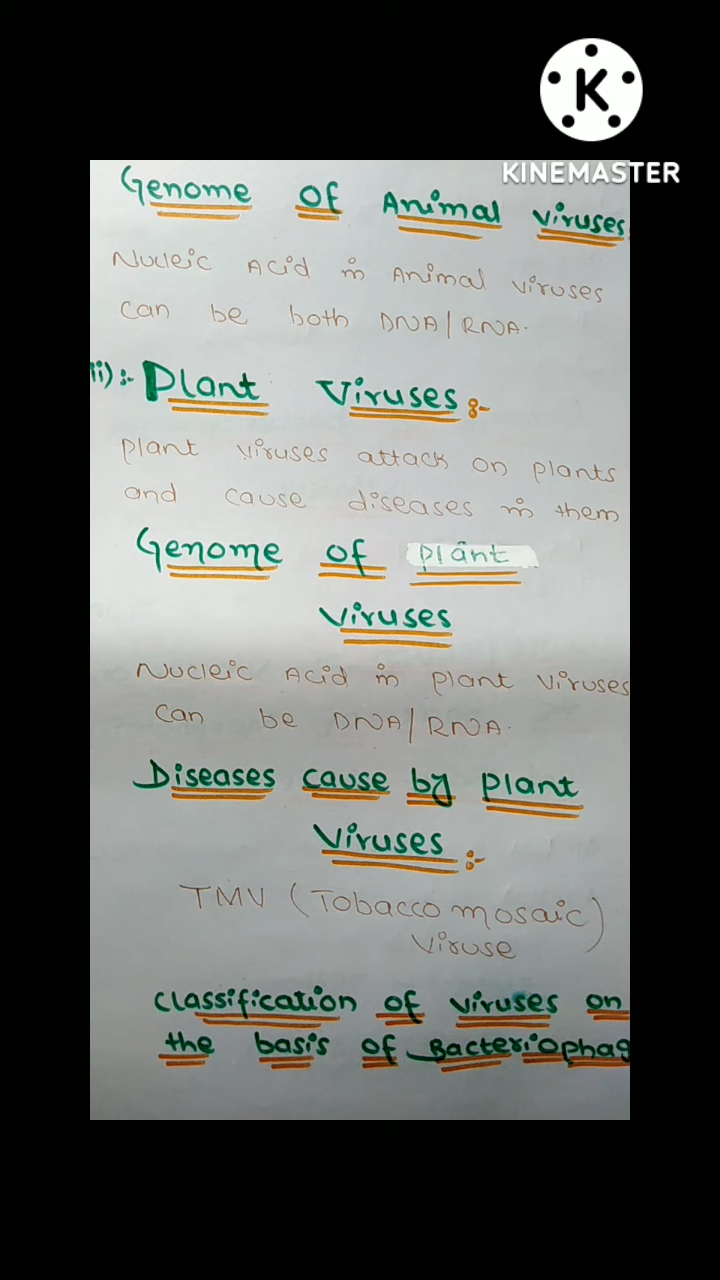 K
KINEMASTER
Genome of Animal viruses
Nucleic Acid in Animal viruses
can be both DNA/RNA.
ii):- Plant Viruses :-
Plant viruses attack on plants
and cause diseases in them
Genome of plant
Viruses
Nucleic Acid in plant viruses
can be DNA/RNA.
Diseases cause by plant
Viruses :-
TMV (Tobacco mosaic)
Viruse
Classification of viruses on
the basis of Bacteriophag